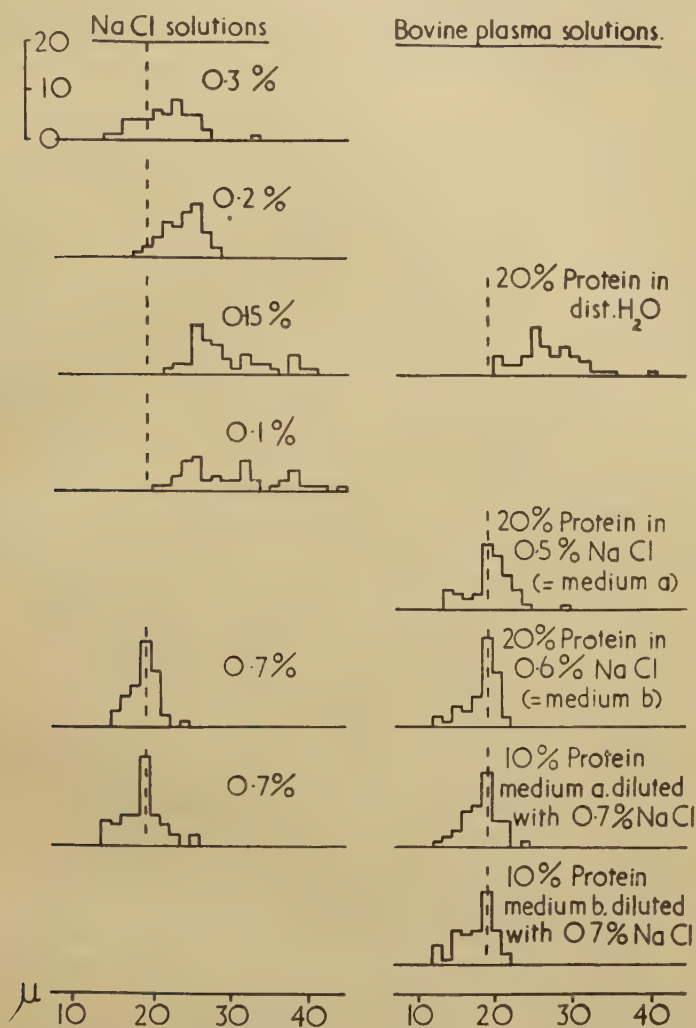 NaCl solutions
20
10
0
0·3 %
0·2 %
0·15 %
0·1 %
0·7%
0·7%
μ
10 20 30 40
Bovine plasma solutions.
20% Protein in
dist. H₂O
20% Protein in
0·5% NaCl
(= medium a)
20% Protein in
0·6% NaCl
(= medium b)
10% Protein
medium a. diluted
with 0·7% NaCl
10% Protein
medium b. diluted
with 0·7% NaCl
10 20 30 40